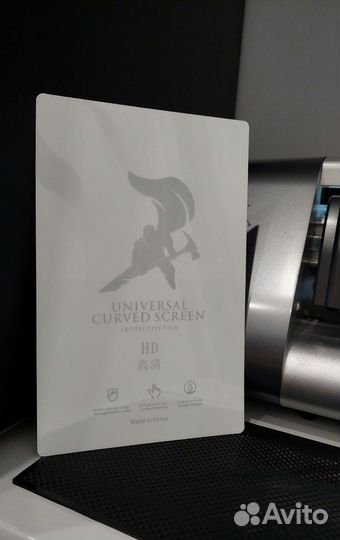 UNIVERSAL
CURVED SCREEN
PROTECTIVE FILM
HD
高清
Made in China
Avito